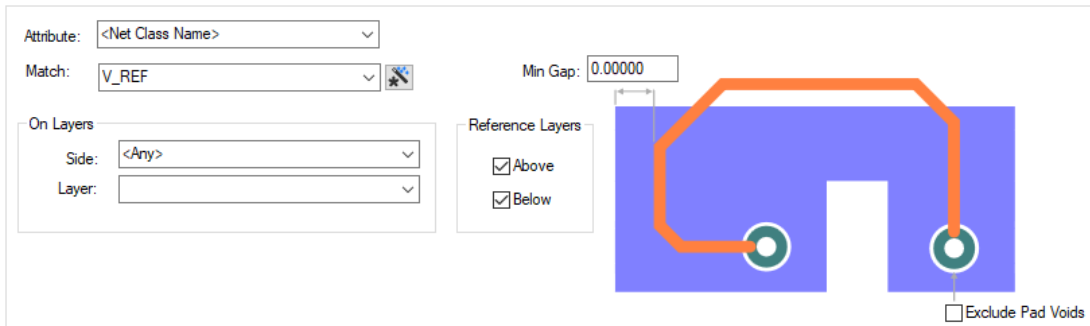 Attribute: <Net Class Name>
Match: V_REF
Min Gap: 0.00000
On Layers
Side: <Any>
Layer:
Reference Layers
Above
Below
Exclude Pad Voids